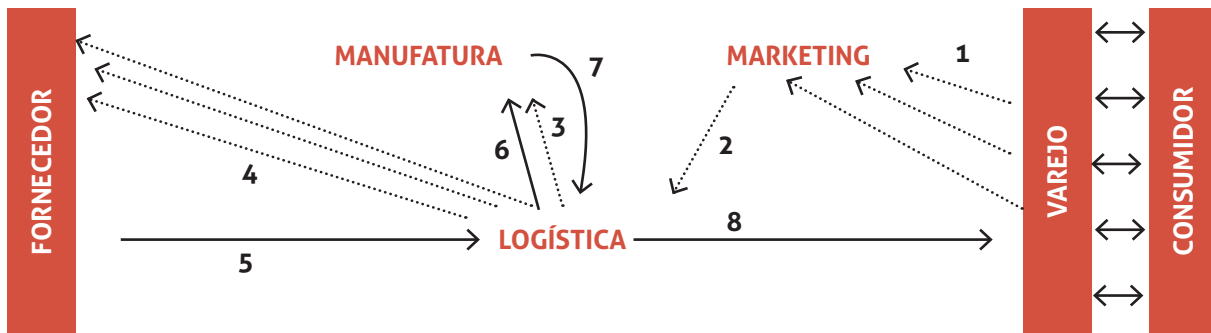 FORNECEDOR
MANUFATURA
7
MARKETING
1
6
3
2
4
5
LOGÍSTICA
8
VAREJO
CONSUMIDOR